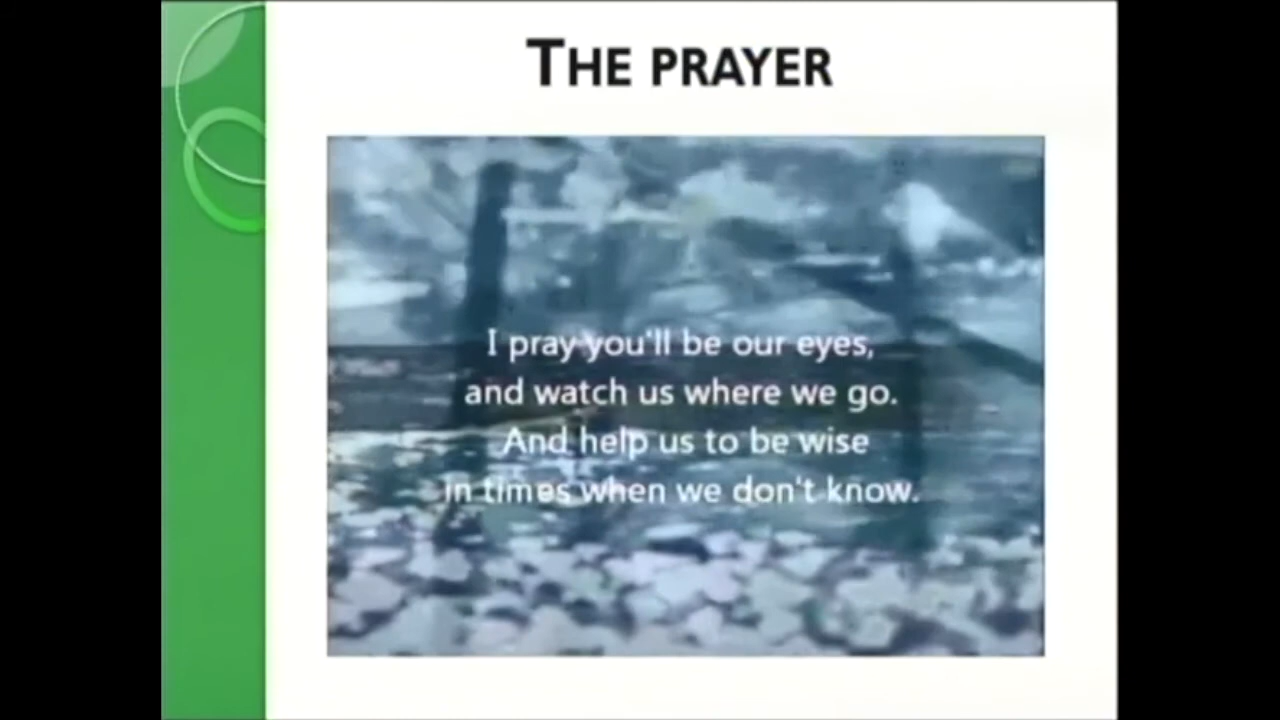 THE PRAYER
I pray you'll be our eyes,
and watch us where we go.
And help us to be wise
in times when we don't know.